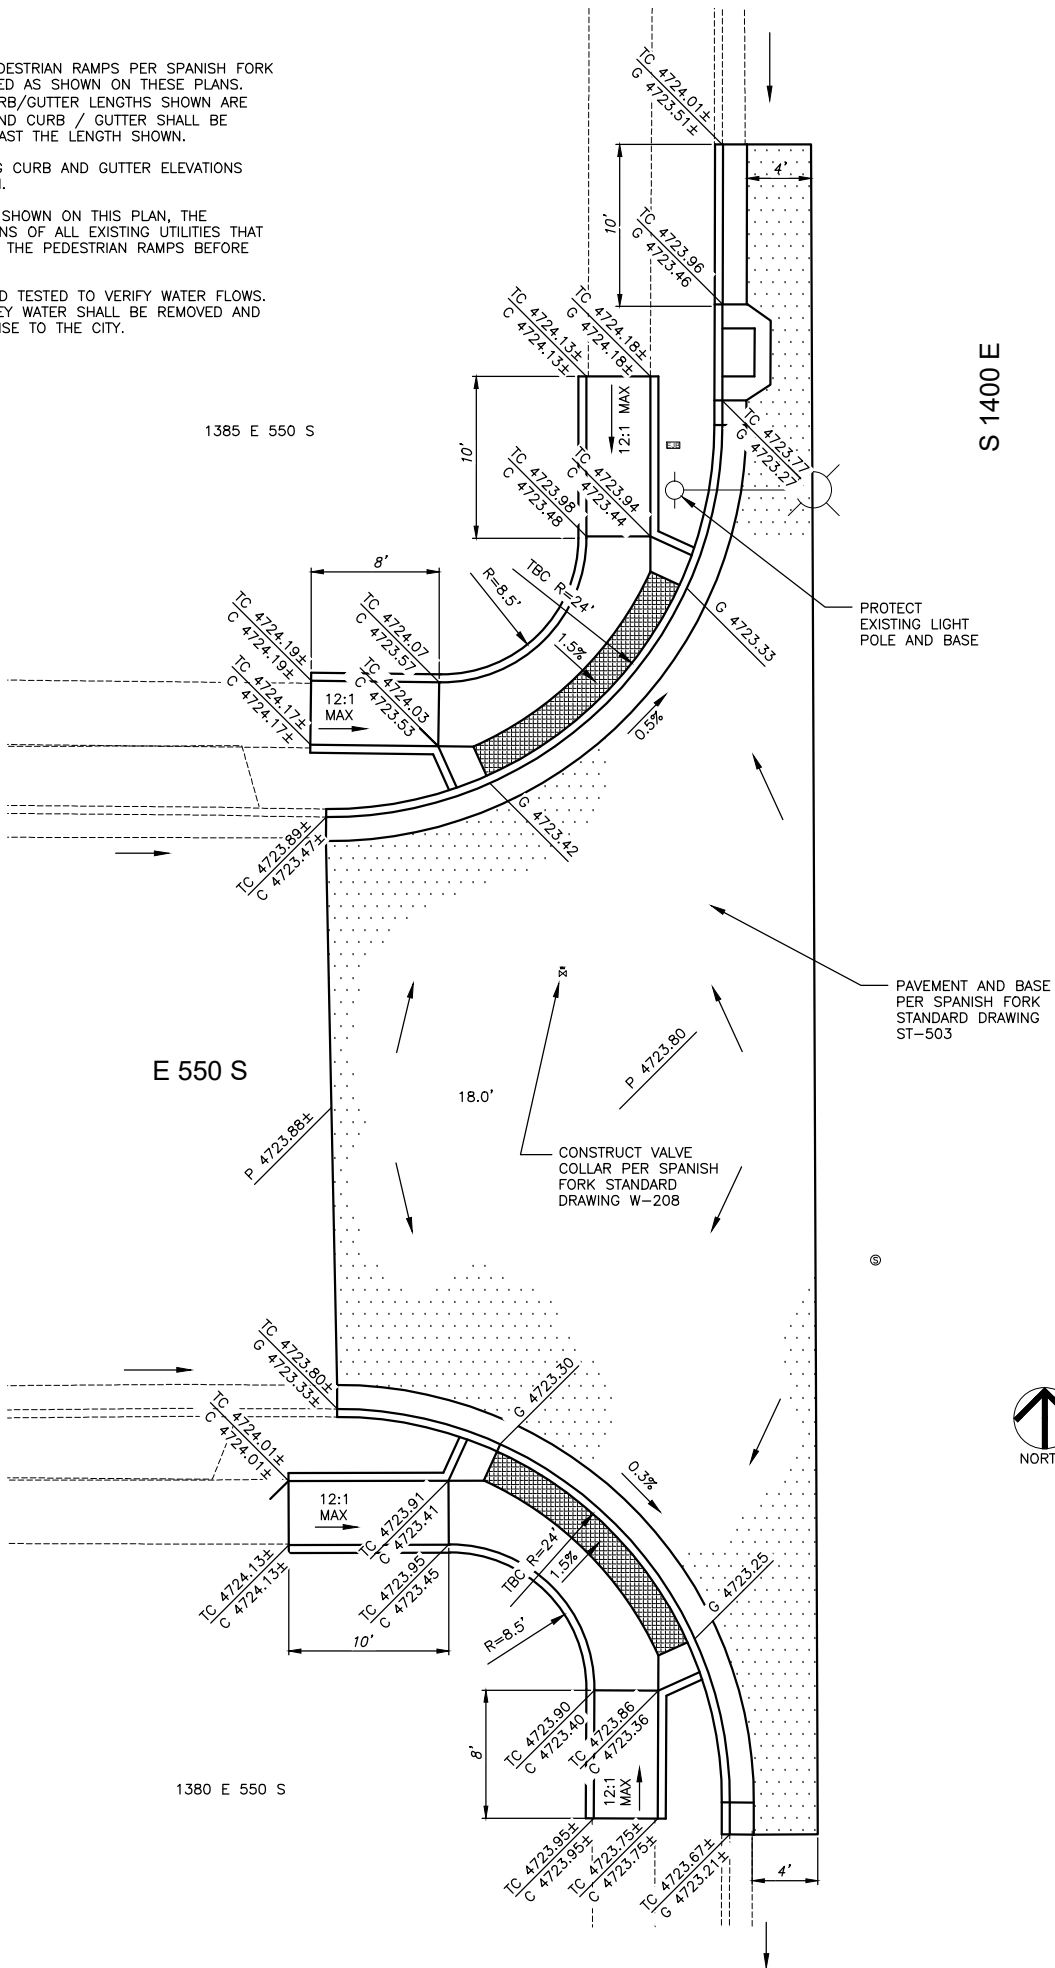 DESTRIAN RAMPS PER SPANISH FORK
ED AS SHOWN ON THESE PLANS.
RB/GUTTER LENGTHS SHOWN ARE
ND CURB / GUTTER SHALL BE
AST THE LENGTH SHOWN.
G CURB AND GUTTER ELEVATIONS
SHOWN ON THIS PLAN, THE
NS OF ALL EXISTING UTILITIES THAT
THE PEDESTRIAN RAMPS BEFORE
D TESTED TO VERIFY WATER FLOWS.
EY WATER SHALL BE REMOVED AND
NSE TO THE CITY.
TC 4724.01±
G 4723.51±
4'
10'
TC 4723.96
G 4723.46
TC 4724.13±
C 4724.13±
TC 4724.18±
G 4724.18±
S 1400 E
1385 E 550 S
10'
12:1 MAX
TC 4723.77
G 4723.27
TC 4723.98
C 4723.48
TC 4723.94
C 4723.44
EJB
8'
R=8.5'
TBC R=24'
1.5%
G 4723.33
PROTECT
EXISTING LIGHT
POLE AND BASE
TC 4724.19±
C 4724.19±
TC 4724.07
C 4723.57
TC 4724.17±
C 4724.17±
TC 4724.03
C 4723.53
12:1
MAX
0.5%
G 4723.42
TC 4723.89±
C 4723.47±
PAVEMENT AND BASE
PER SPANISH FORK
STANDARD DRAWING
ST-503
E 550 S
18.0'
P 4723.80
P 4723.88±
CONSTRUCT VALVE
COLLAR PER SPANISH
FORK STANDARD
DRAWING W-208
S
TC 4723.80±
G 4723.33±
G 4723.30
TC 4724.01±
C 4724.01±
NORT
0.3%
12:1
MAX
TC 4723.91
C 4723.41
TBC R=24'
1.5%
TC 4724.13±
C 4724.13±
TC 4723.95
C 4723.45
G 4723.25
10'
R=8.5'
8'
TC 4723.90
C 4723.40
TC 4723.86
C 4723.36
12:1
MAX
1380 E 550 S
TC 4723.95±
C 4723.95±
TC 4723.75±
C 4723.75±
TC 4723.67±
G 4723.21±
4'